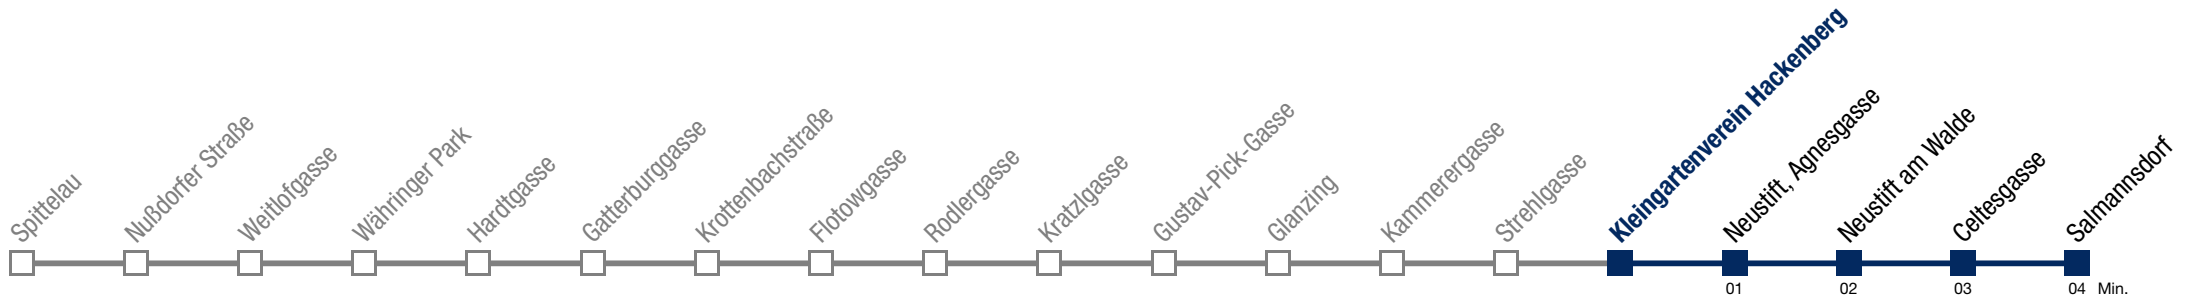 Spittelau
Nußdorfer Straße
Weitlofgasse
Währinger Park
Hardtgasse
Gatterburggasse
Krottenbachstraße
Flotowgasse
Rodlergasse
Kratzlgasse
Gustav-Pick-Gasse
Glanzing
Kammerergasse
Strehlgasse
Kleingartenverein Hackenberg
Neustift, Agnesgasse
Neustift am Walde
Celtesgasse
Salmannsdorf
01 02 03 04 Min.